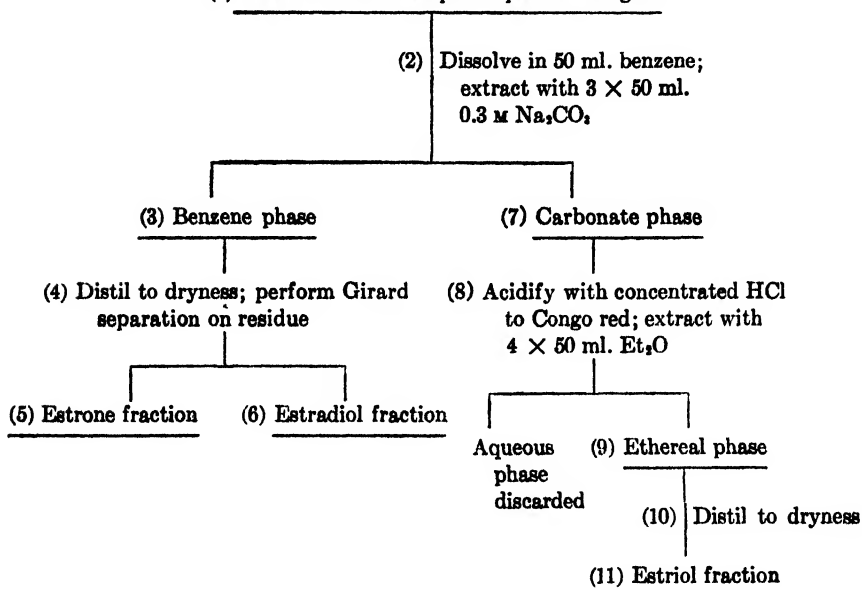 (2) Dissolve in 50 ml. benzene;
extract with 3 × 50 ml.
0.3 M Na₂CO₃
(3) Benzene phase
(7) Carbonate phase
(4) Distil to dryness; perform Girard
separation on residue
(8) Acidify with concentrated HCl
to Congo red; extract with
4 × 50 ml. Et₂O
(5) Estrone fraction
(6) Estradiol fraction
Aqueous
phase
discarded
(9) Ethereal phase
(10) Distil to dryness
(11) Estriol fraction